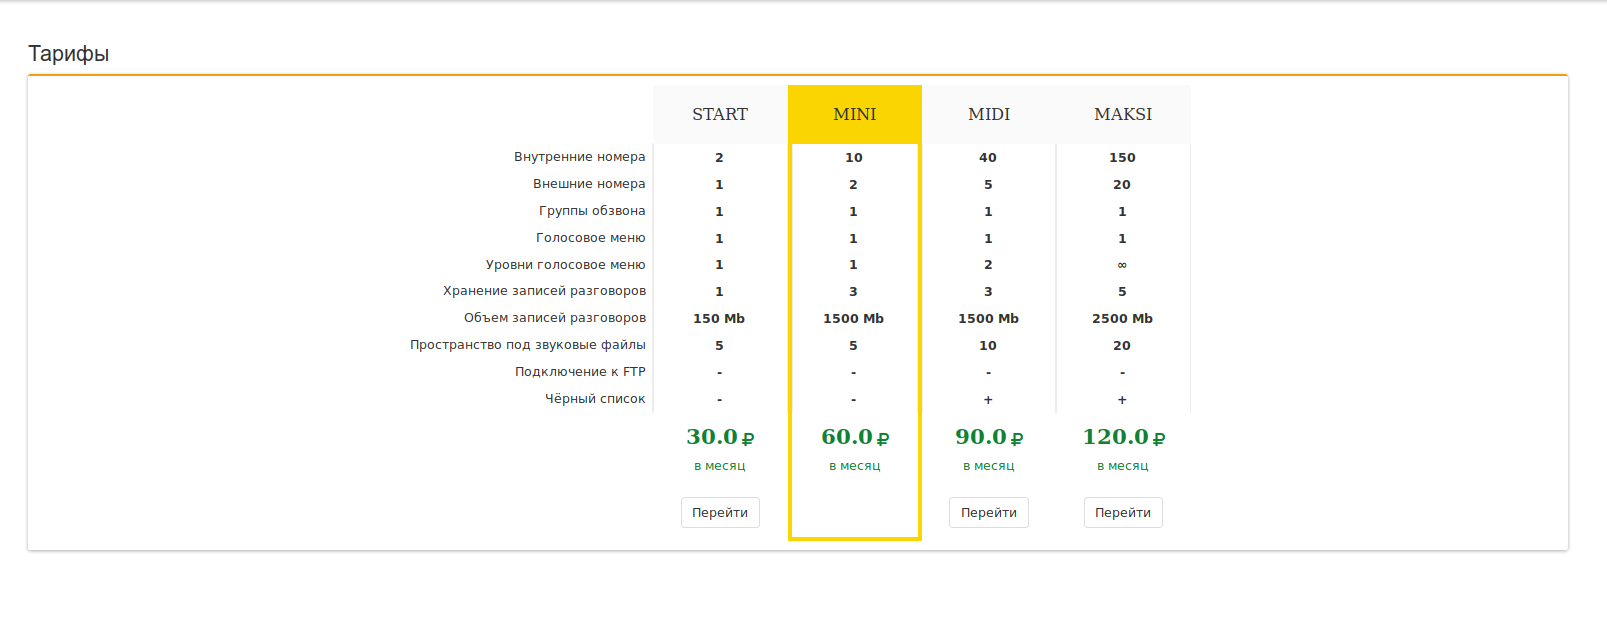 Тарифы
START MINI MIDI MAKSI
Внутренние номера 2 10 40 150
Внешние номера 1 2 5 20
Группы обзвона 1 1 1 1
Голосовое меню 1 1 1 1
Уровни голосовое меню 1 1 2 ∞
Хранение записей разговоров 1 3 3 5
Объем записей разговоров 150 Mb 1500 Mb 1500 Mb 2500 Mb
Пространство под звуковые файлы 5 5 10 20
Подключение к FTP - - - -
Чёрный список - - + +
30.0 ₽ 60.0 ₽ 90.0 ₽ 120.0 ₽
в месяц в месяц в месяц в месяц
Перейти Перейти Перейти